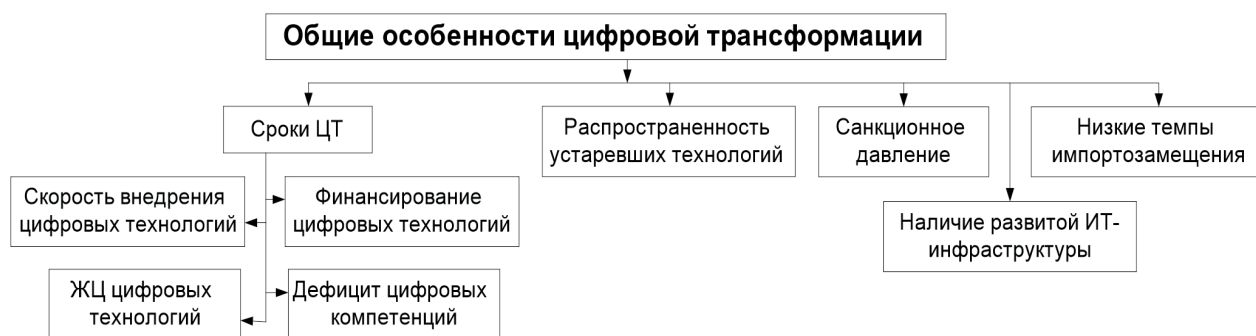 Общие особенности цифровой трансформации
Сроки ЦТ
Распространенность
устаревших технологий
Санкционное
давление
Низкие темпы
импортозамещения
Скорость внедрения
цифровых технологий
Финансирование
цифровых технологий
Наличие развитой ИТ-
инфраструктуры
ЖЦ цифровых
технологий
Дефицит цифровых
компетенций